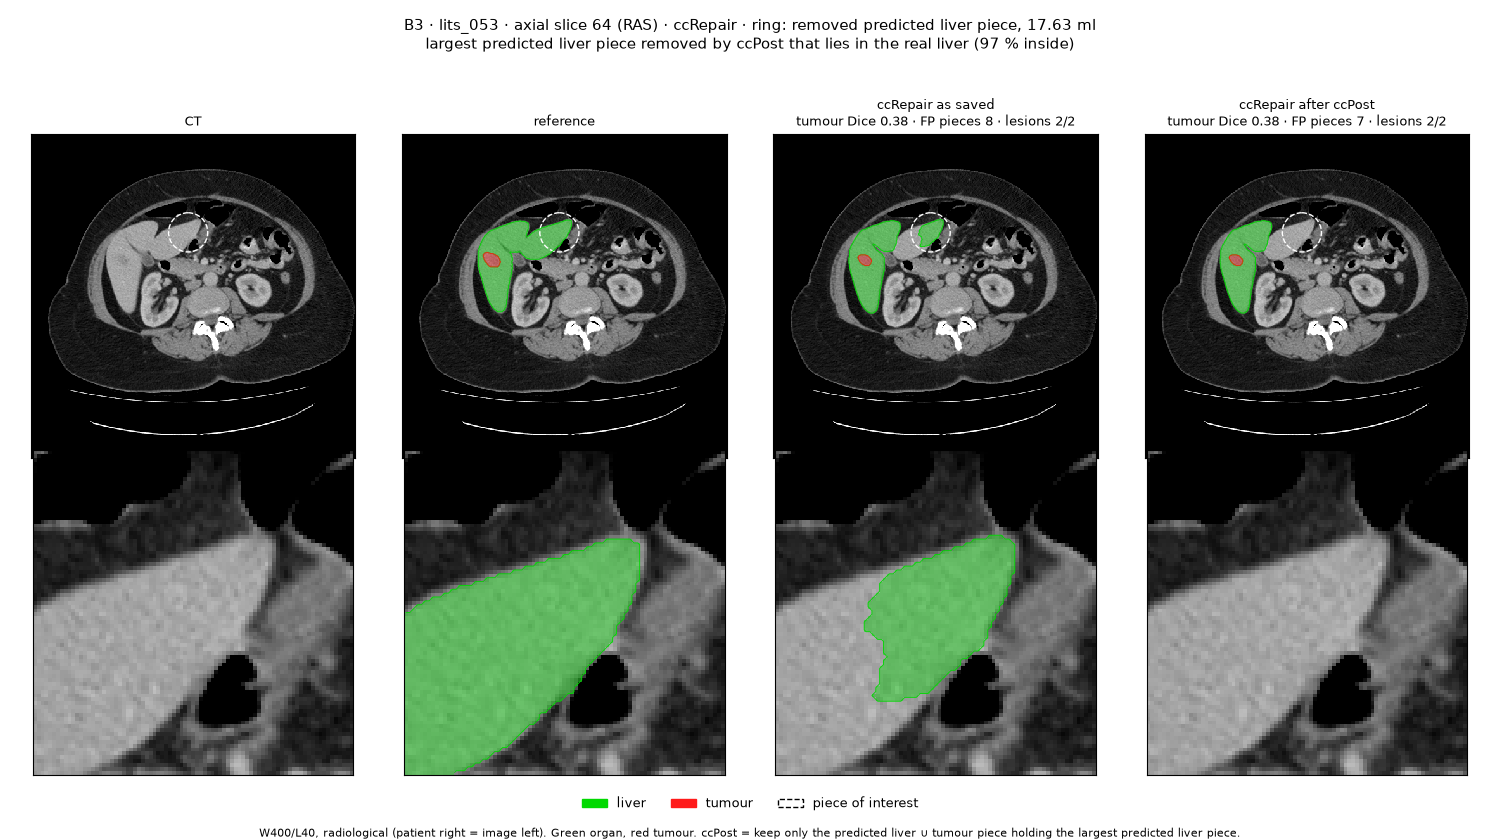 B3 · lits_053 · axial slice 64 (RAS) · ccRepair · ring: removed predicted liver piece, 17.63 ml
largest predicted liver piece removed by ccPost that lies in the real liver (97 % inside)
CT
reference
ccRepair as saved
tumour Dice 0.38 · FP pieces 8 · lesions 2/2
ccRepair after ccPost
tumour Dice 0.38 · FP pieces 7 · lesions 2/2
liver
tumour
piece of interest
W400/L40, radiological (patient right = image left). Green organ, red tumour. ccPost = keep only the predicted liver ∪ tumour piece holding the largest predicted liver piece.